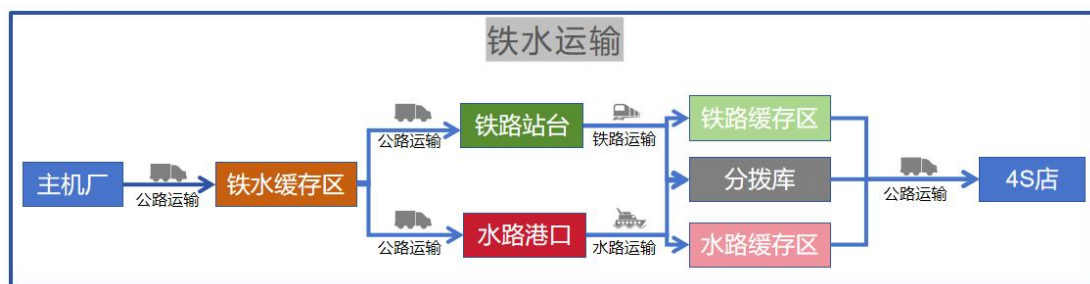 铁水运输
主机厂
公路运输
铁水缓存区
公路运输
铁路站台
铁路运输
铁路缓存区
公路运输
水路港口
水路运输
分拨库
水路缓存区
公路运输
4S店